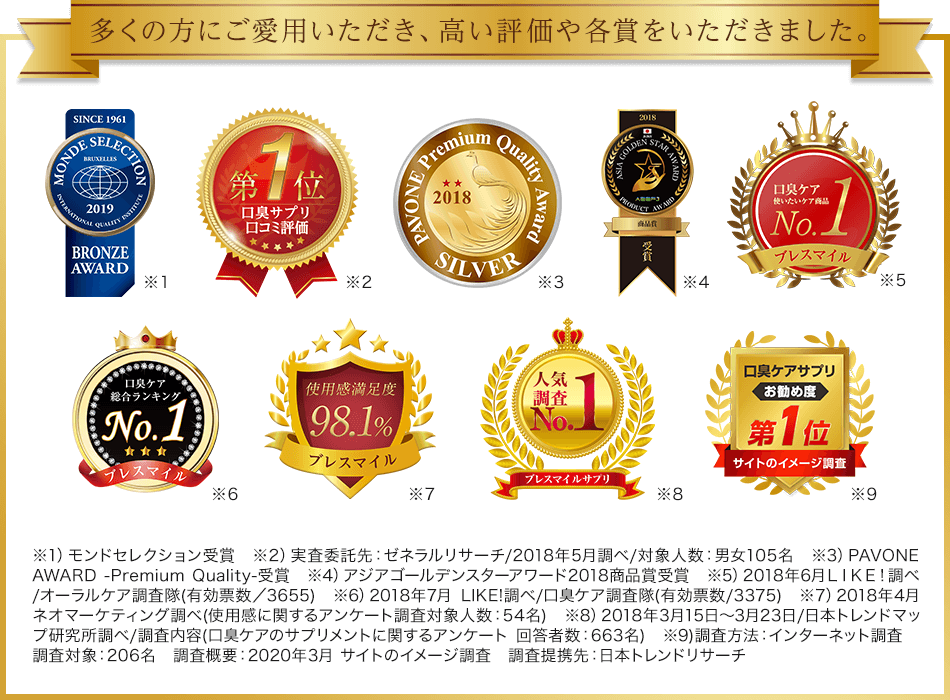 多くの方にご愛用いただき、高い評価や各賞をいただきました。
SINCE 1961
MONDE SELECTION
BRUXELLES
2019
INTERNATIONAL QUALITY INSTITUTE
BRONZE
AWARD
※1
第1位
口臭サプリ
口コミ評価
※2
PAVONE Premium Quality Award
2018
SILVER
※3
2018
ASIA GOLDEN STAR AWARD
PRODUCT AWARD
商品賞
受賞
※4
口臭ケア
使いたいケア商品
No.1
ブレスマイル
※5
口臭ケア
総合ランキング
No.1
ブレスマイル
※6
使用感満足度
98.1%
ブレスマイル
※7
人気
調査
No.1
ブレスマイルサプリ
※8
口臭ケアサプリ
お勧め度
第1位
サイトのイメージ調査
※9
※1）モンドセレクション受賞　※2）実査委託先：ゼネラルリサーチ/2018年5月調べ/対象人数：男女105名　※3）PAVONE
AWARD -Premium Quality-受賞　※4）アジアゴールデンスターアワード2018商品賞受賞　※5）2018年6月LIKE！調べ
/オーラルケア調査隊(有効票数／3655)　※6）2018年7月 LIKE!調べ/口臭ケア調査隊(有効票数/3375)　※7）2018年4月
ネオマーケティング調べ(使用感に関するアンケート調査対象人数：54名)　※8）2018年3月15日～3月23日/日本トレンドマッ
プ研究所調べ/調査内容(口臭ケアのサプリメントに関するアンケート 回答者数：663名)　※9)調査方法：インターネット調査
調査対象：206名　調査概要：2020年3月 サイトのイメージ調査　調査提携先：日本トレンドリサーチ